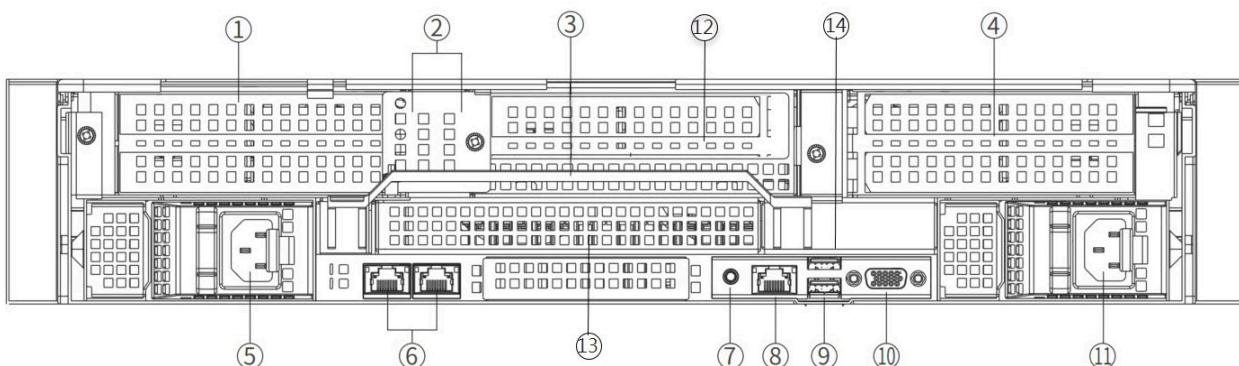 ① ② ③ ⑫ ⑭ ④
⑤ ⑥ ⑬ ⑦ ⑧ ⑨ ⑩ ⑪